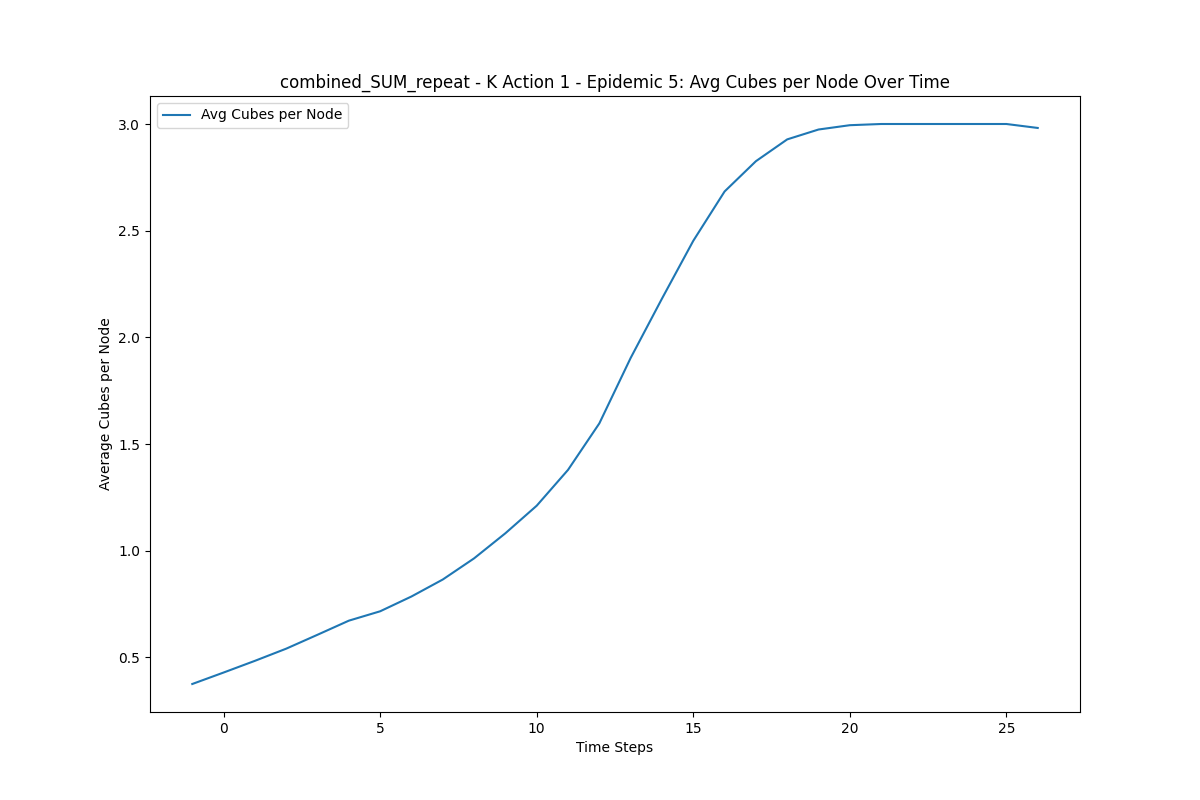 combined_SUM_repeat - K Action 1 - Epidemic 5: Avg Cubes per Node Over Time
Avg Cubes per Node
3.0
2.5
2.0
1.5
1.0
0.5
Average Cubes per Node
0 5 10 15 20 25
Time Steps